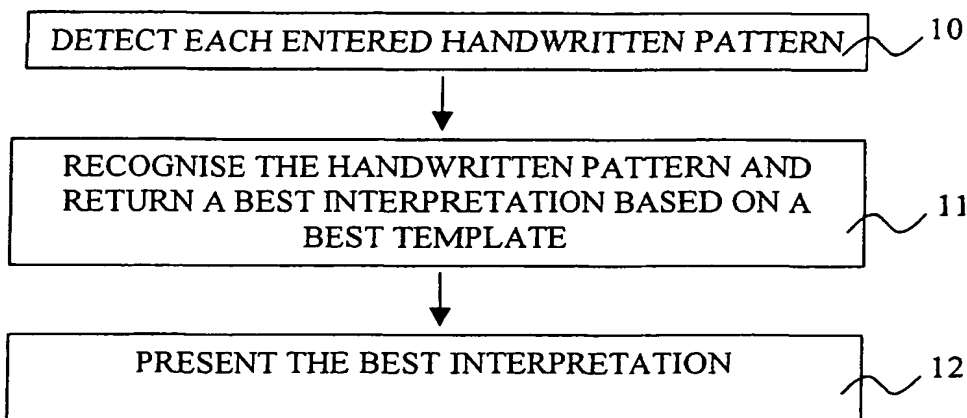 DETECT EACH ENTERED HANDWRITTEN PATTERN
10
RECOGNISE THE HANDWRITTEN PATTERN AND
RETURN A BEST INTERPRETATION BASED ON A
BEST TEMPLATE
11
PRESENT THE BEST INTERPRETATION
12